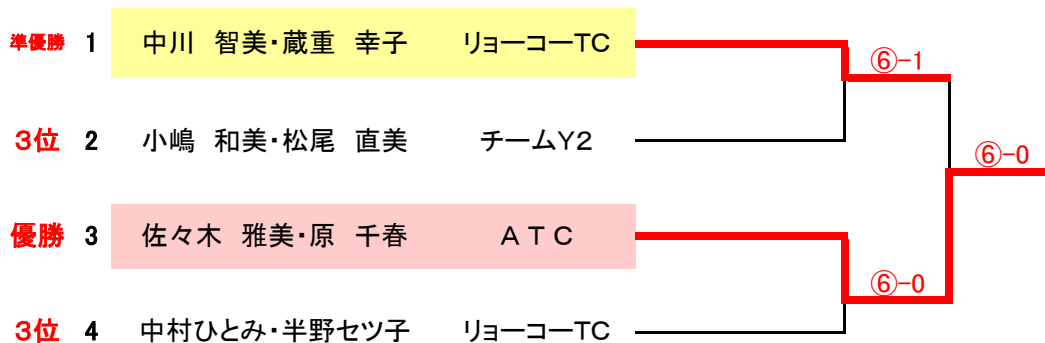 準優勝 1 中川 智美・蔵重 幸子 リョーコーTC
⑥-1
3位 2 小嶋 和美・松尾 直美 チームY2
⑥-0
優勝 3 佐々木 雅美・原 千春 ATC
⑥-0
3位 4 中村ひとみ・半野セツ子 リョーコーTC